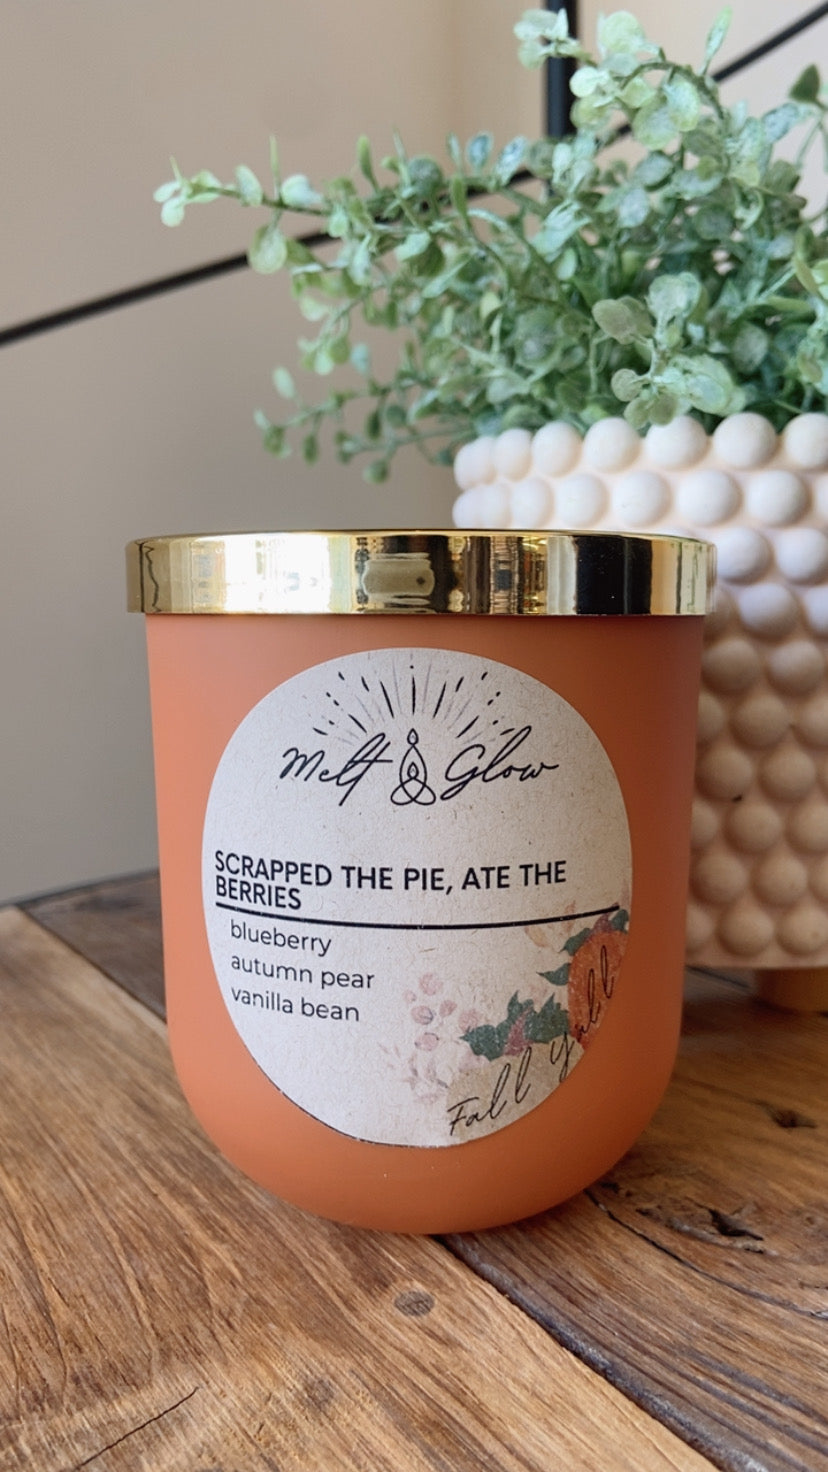 Melt Glow
SCRAPPED THE PIE, ATE THE
BERRIES
blueberry
autumn pear
vanilla bean
Fall y'all